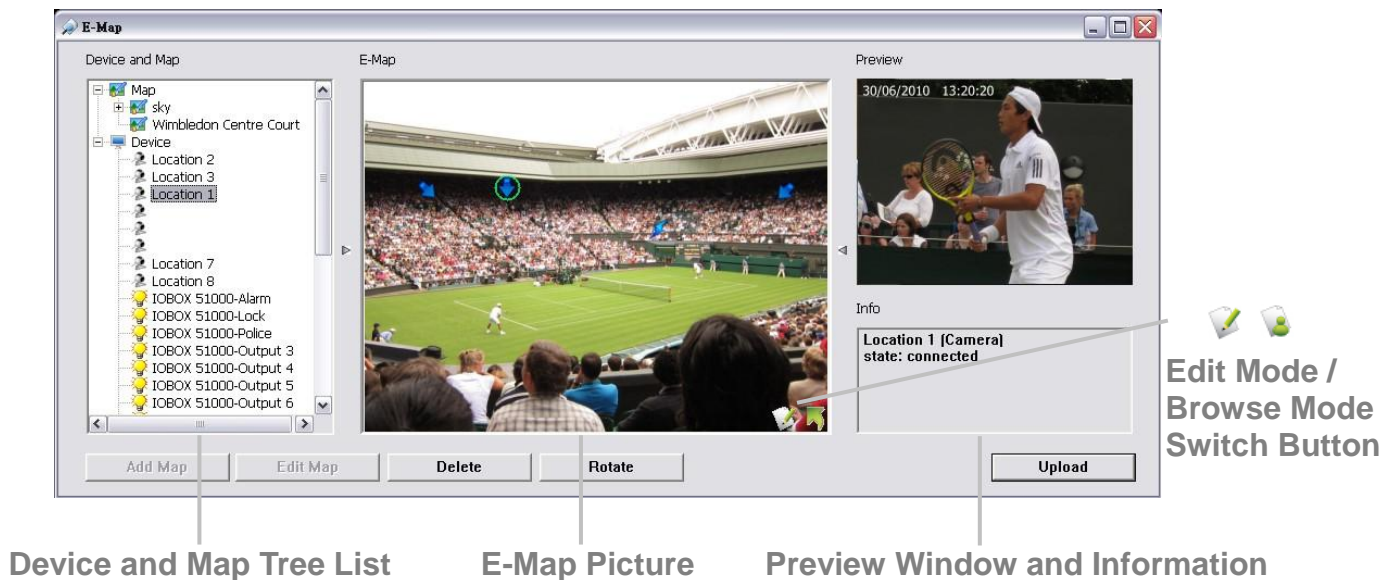 E-Map
Device and Map
E-Map
Preview
Map
sky
Wimbledon Centre Court
Device
Location 2
Location 3
Location 1
Location 7
Location 8
IOBOX 51000-Alarm
IOBOX 51000-Lock
IOBOX 51000-Police
IOBOX 51000-Output 3
IOBOX 51000-Output 4
IOBOX 51000-Output 5
IOBOX 51000-Output 6
30/06/2010 13:20:20
Info
Location 1 (Camera)
state: connected
Add Map
Edit Map
Delete
Rotate
Upload
Edit Mode /
Browse Mode
Switch Button
Device and Map Tree List
E-Map Picture
Preview Window and Information